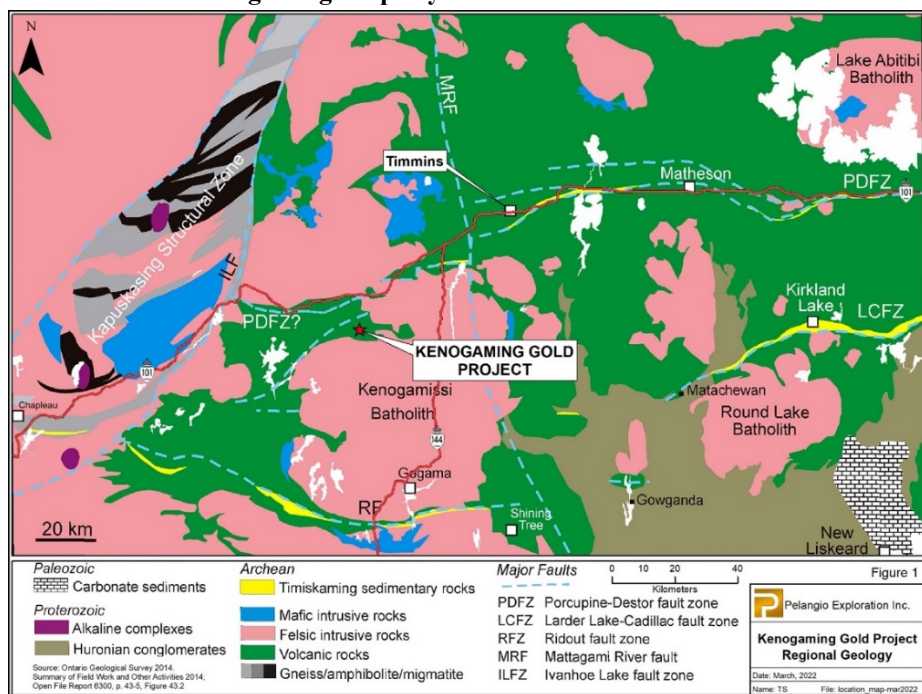 N
Lake Abitibi
Batholith
MRF
Timmins
Matheson
PDFZ
101
Kapuskasing Structural Zone
ILF
Kirkland
Lake
LCFZ
PDFZ?
KENOGAMING GOLD
PROJECT
101
Matachewan
Chapleau
Kenogamissi
Batholith
Round Lake
Batholith
144
Gogama
Gowganda
RF
Shining
Tree
20 km
New
Liskeard
Paleozoic
Carbonate sediments
Proterozoic
Alkaline complexes
Huronian conglomerates
Source: Ontario Geological Survey 2014.
Summary of Field Work and Other Activities 2014;
Open File Report 6300, p. 43-5, Figure 43.2
Archean
Timiskaming sedimentary rocks
Mafic intrusive rocks
Felsic intrusive rocks
Volcanic rocks
Gneiss/amphibolite/migmatite
Major Faults
0 20 40
Kilometers
PDFZ Porcupine-Destor fault zone
LCFZ Larder Lake-Cadillac fault zone
RFZ Ridout fault zone
MRF Mattagami River fault
ILFZ Ivanhoe Lake fault zone
Figure 1
Pelangio Exploration Inc.
Kenogaming Gold Project
Regional Geology
Date: March, 2022
Name: TS File: location_map-mar2022